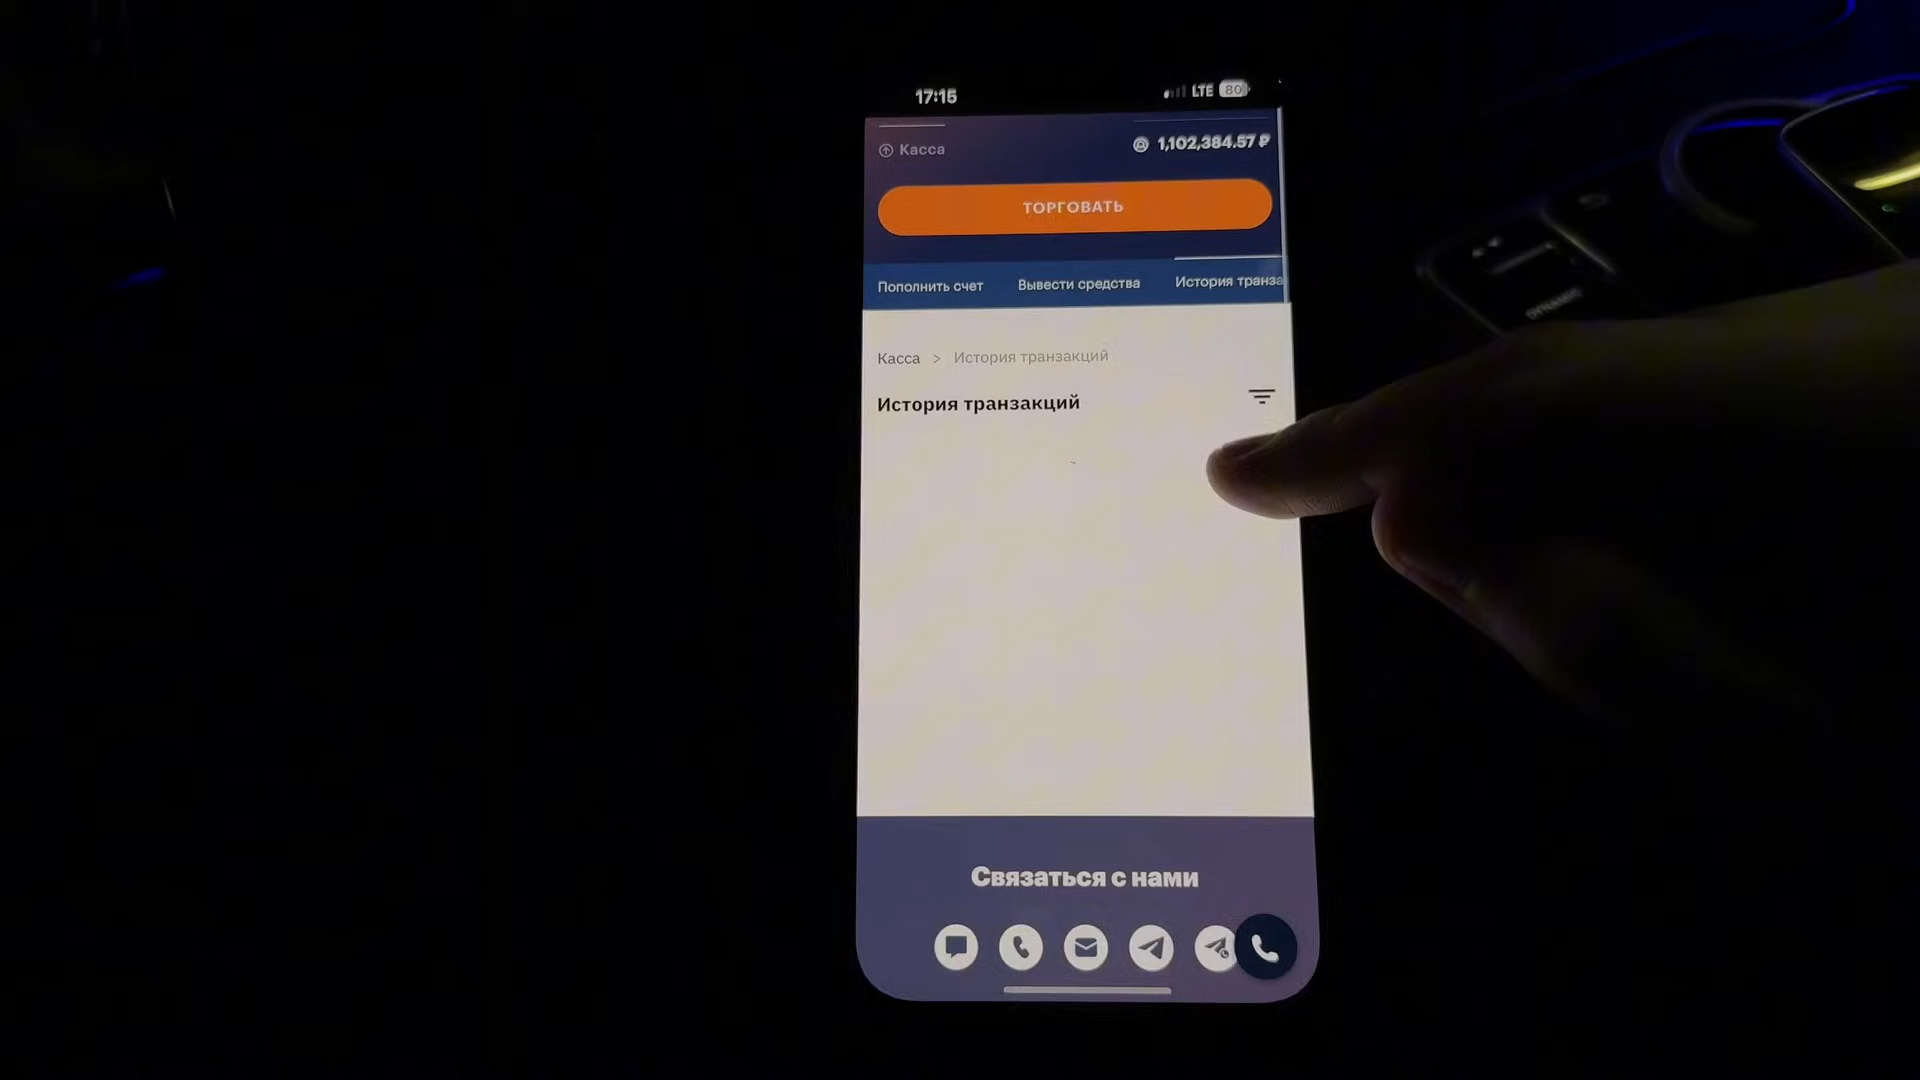 17:15
LTE 80
Касса
1,102,384.57 ₽
ТОРГОВАТЬ
Пополнить счет Вывести средства История транза
Касса > История транзакций
История транзакций
Связаться с нами
DYNAMIC